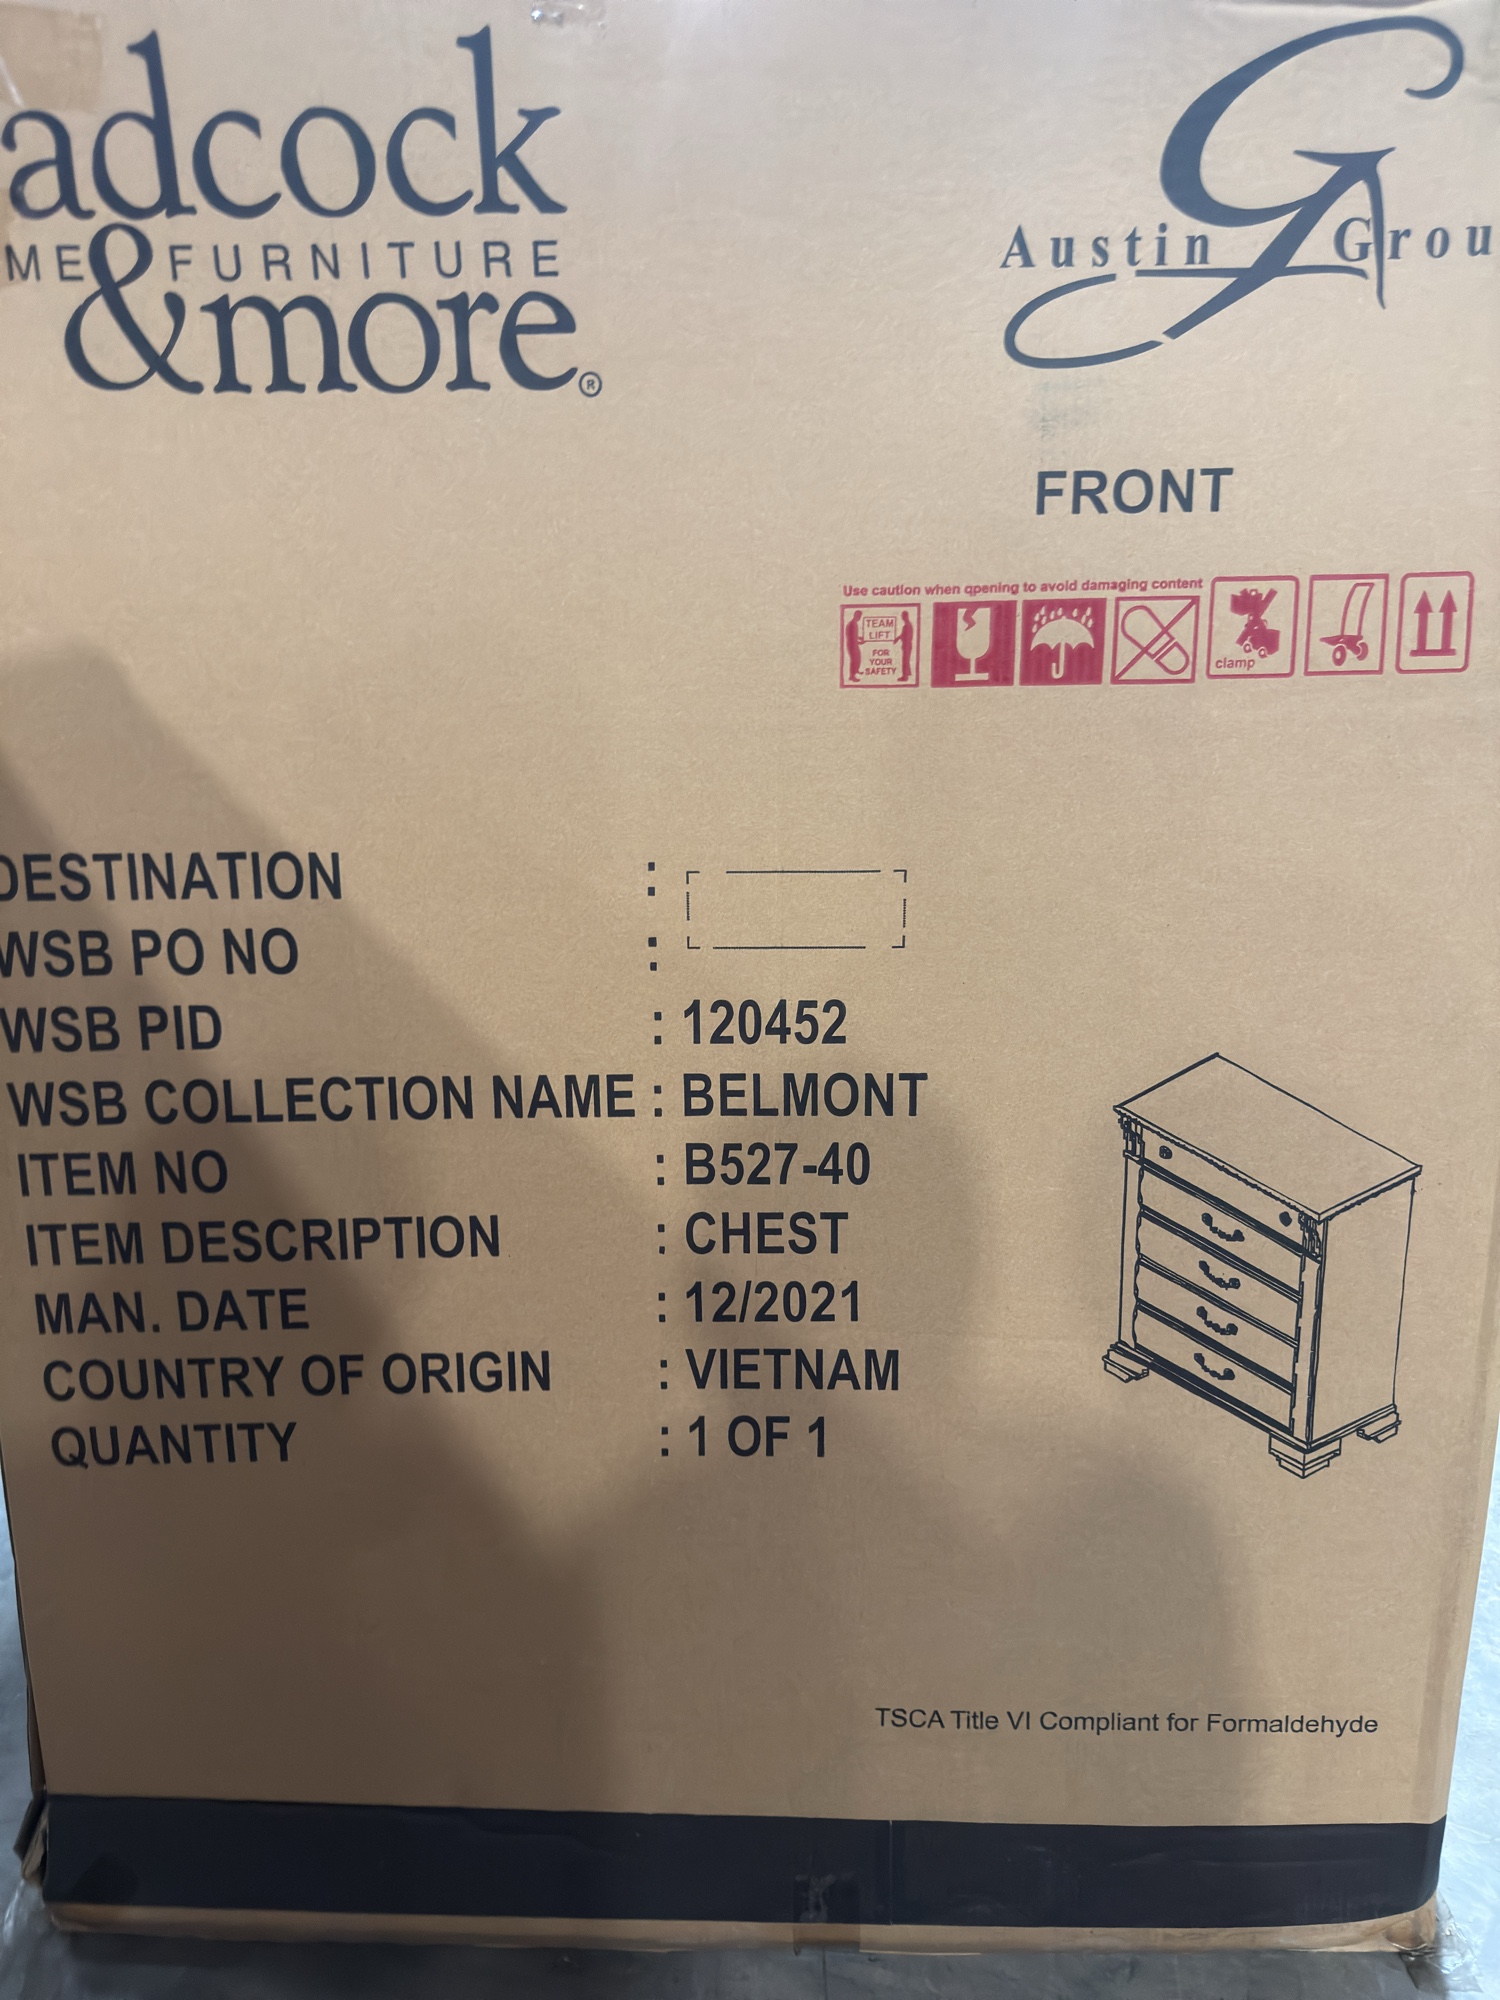 adcock
ME FURNITURE
&more®
Austin Grou
FRONT
Use caution when opening to avoid damaging content
TEAM
LIFT
FOR
YOUR
SAFETY
clamp
DESTINATION :
WSB PO NO :
WSB PID : 120452
WSB COLLECTION NAME : BELMONT
ITEM NO : B527-40
ITEM DESCRIPTION : CHEST
MAN. DATE : 12/2021
COUNTRY OF ORIGIN : VIETNAM
QUANTITY : 1 OF 1
TSCA Title VI Compliant for Formaldehyde